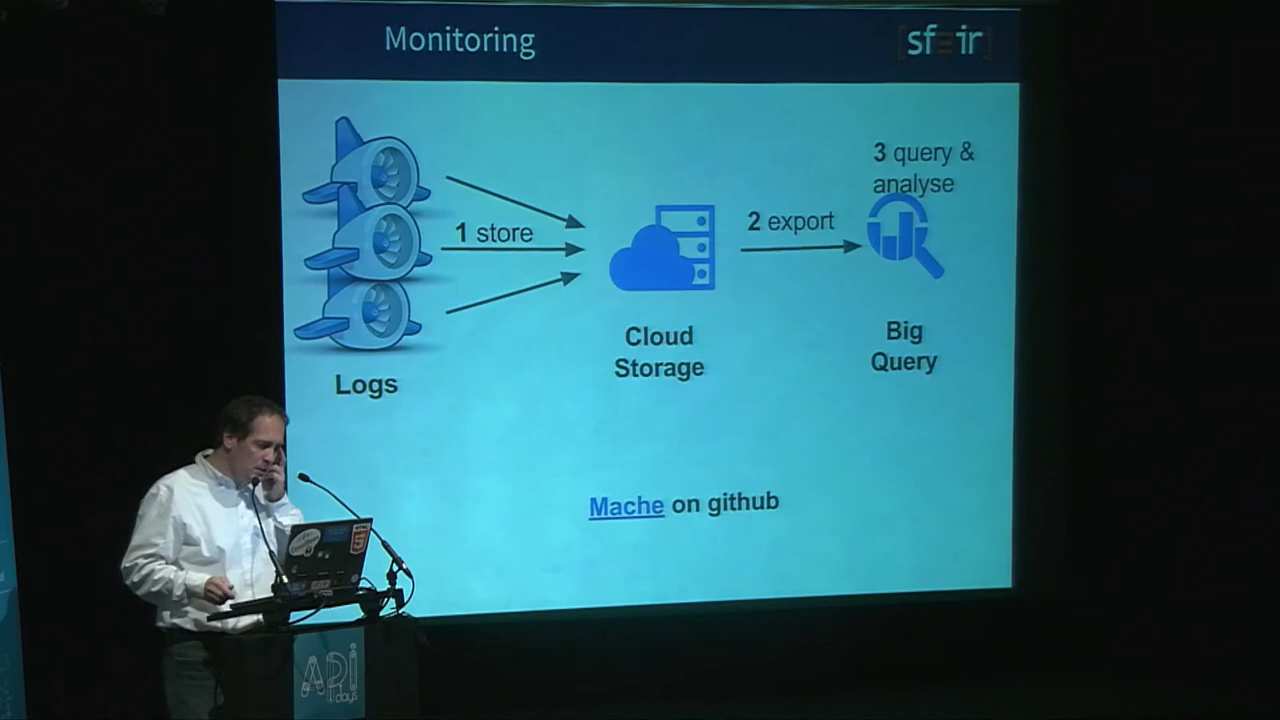 Monitoring
[sfeir]
3 query &
analyse
1 store
2 export
Cloud
Storage
Big
Query
Logs
Mache on github
API
days